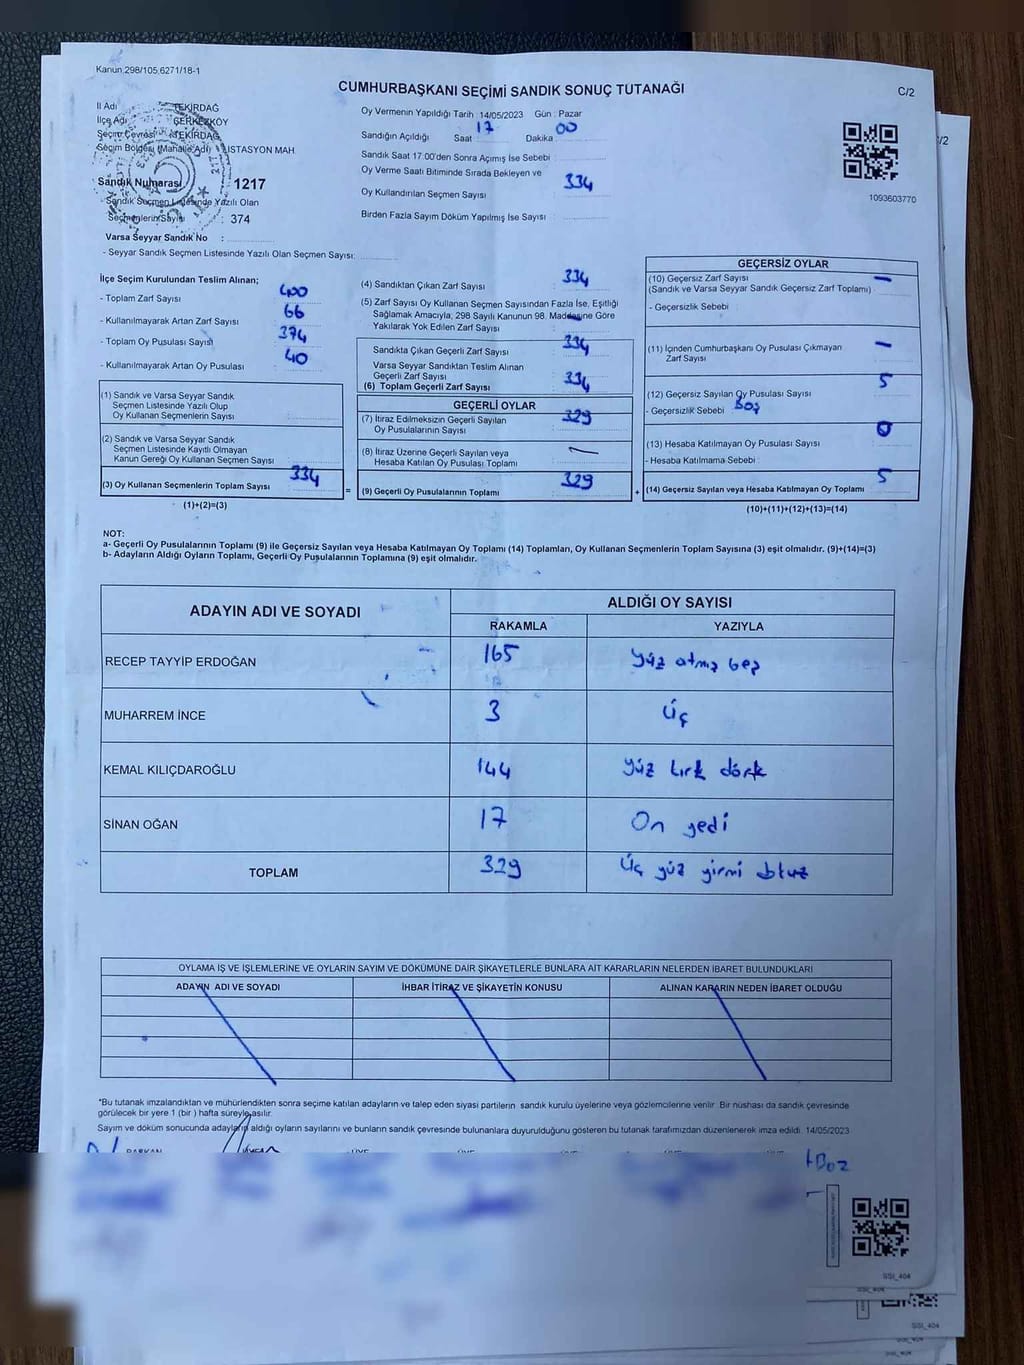 Kanun 298/105,6271/18-1
CUMHURBAŞKANI SEÇİMİ SANDIK SONUÇ TUTANAĞI
C/2
İl Adı : TEKİRDAĞ
İlçe Adı : ÇERKEZKÖY
Seçim Çevresi : TEKİRDAĞ
Seçim Bölgesi (Mahalle Adı) : İSTASYON MAH.
Sandık Numarası : 1217
Sandık Seçmen Listesinde Yazılı Olan
Seçmenlerin Sayısı : 374
Varsa Seyyar Sandık No :
- Seyyar Sandık Seçmen Listesinde Yazılı Olan Seçmen Sayısı:
Oy Vermenin Yapıldığı Tarih 14/05/2023 Gün : Pazar
Sandığın Açıldığı Saat 17 Dakika 00
Sandık Saat 17:00'den Sonra Açımış İse Sebebi
Oy Verme Saati Bitiminde Sırada Bekleyen ve
Oy Kullandırılan Seçmen Sayısı : 334
Birden Fazla Sayım Döküm Yapılmış İse Sayısı :
1093603770
İlçe Seçim Kurulundan Teslim Alınan;
- Toplam Zarf Sayısı : 400
- Kullanılmayarak Artan Zarf Sayısı : 66
- Toplam Oy Pusulası Sayısı : 374
- Kullanılmayarak Artan Oy Pusulası : 40
(1) Sandık ve Varsa Seyyar Sandık
Seçmen Listesinde Yazılı Olup
Oy Kullanan Seçmenlerin Sayısı :
(2) Sandık ve Varsa Seyyar Sandık
Seçmen Listesinde Kayıtlı Olmayan
Kanun Gereği Oy Kullanan Seçmen Sayısı :
(3) Oy Kullanan Seçmenlerin Toplam Sayısı : 334
(1)+(2)=(3)
(4) Sandıktan Çıkan Zarf Sayısı : 334
(5) Zarf Sayısı Oy Kullanan Seçmen Sayısından Fazla İse, Eşitliği
Sağlamak Amacıyla; 298 Sayılı Kanunun 98. Maddesine Göre
Yakılarak Yok Edilen Zarf Sayısı : —
Sandıkta Çıkan Geçerli Zarf Sayısı : 334
Varsa Seyyar Sandıktan Teslim Alınan
Geçerli Zarf Sayısı :
(6) Toplam Geçerli Zarf Sayısı : 334
GEÇERLİ OYLAR
(7) İtiraz Edilmeksizin Geçerli Sayılan
Oy Pusulalarının Sayısı : 329
(8) İtiraz Üzerine Geçerli Sayılan veya
Hesaba Katılan Oy Pusulası Toplamı : —
= (9) Geçerli Oy Pusulalarının Toplamı : 329 +
GEÇERSİZ OYLAR
(10) Geçersiz Zarf Sayısı : —
(Sandık ve Varsa Seyyar Sandık Geçersiz Zarf Toplamı)
- Geçersizlik Sebebi
(11) İçinden Cumhurbaşkanı Oy Pusulası Çıkmayan
Zarf Sayısı : —
(12) Geçersiz Sayılan Oy Pusulası Sayısı : 5
- Geçersizlik Sebebi Boş
(13) Hesaba Katılmayan Oy Pusulası Sayısı : 0
- Hesaba Katılmama Sebebi
(14) Geçersiz Sayılan veya Hesaba Katılmayan Oy Toplamı : 5
(10)+(11)+(12)+(13)=(14)
NOT:
a- Geçerli Oy Pusulalarının Toplamı (9) ile Geçersiz Sayılan veya Hesaba Katılmayan Oy Toplamı (14) Toplamları, Oy Kullanan Seçmenlerin Toplam Sayısına (3) eşit olmalıdır. (9)+(14)=(3)
b- Adayların Aldığı Oyların Toplamı, Geçerli Oy Pusulalarının Toplamına (9) eşit olmalıdır.
ADAYIN ADI VE SOYADI ALDIĞI OY SAYISI
RAKAMLA YAZIYLA
RECEP TAYYİP ERDOĞAN 165 Yüz atmış beş
MUHARREM İNCE 3 Üç
KEMAL KILIÇDAROĞLU 144 Yüz kırk dört
SİNAN OĞAN 17 On yedi
TOPLAM 329 Üç yüz yirmi
OYLAMA İŞ VE İŞLEMLERİNE VE OYLARIN SAYIM VE DÖKÜMÜNE DAİR ŞİKAYETLERLE BUNLARA AİT KARARLARIN NELERDEN İBARET BULUNDUKLARI
ADAYIN ADI VE SOYADI İHBAR İTİRAZ VE ŞİKAYETİN KONUSU ALINAN KARARIN NEDEN İBARET OLDUĞU
*Bu tutanak imzalandıktan ve mühürlendikten sonra seçime katılan adayların ve talep eden siyasi partilerin sandık kurulu üyelerine veya gözlemcilerine verilir. Bir nüshası da sandık çevresinde
görülecek bir yere 1 (bir ) hafta süreyle asılır.
Sayım ve döküm sonucunda adayların aldığı oyların sayılarını ve bunların sandık çevresinde bulunanlara duyurulduğunu gösteren bu tutanak tarafımızdan düzenlenerek imza edildi. 14/05/2023
SSI_404
SSI_404